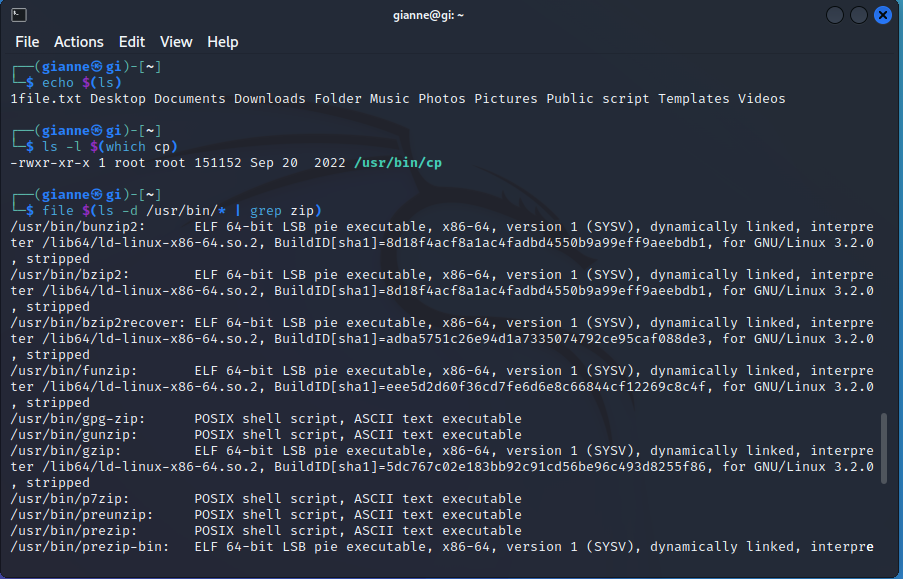 gianne@gi: ~
File Actions Edit View Help
┌──(gianne㉿gi)-[~]
└─$ echo $(ls)
1file.txt Desktop Documents Downloads Folder Music Photos Pictures Public script Templates Videos
┌──(gianne㉿gi)-[~]
└─$ ls -l $(which cp)
-rwxr-xr-x 1 root root 151152 Sep 20  2022 /usr/bin/cp
┌──(gianne㉿gi)-[~]
└─$ file $(ls -d /usr/bin/* | grep zip)
/usr/bin/bunzip2:      ELF 64-bit LSB pie executable, x86-64, version 1 (SYSV), dynamically linked, interpre
ter /lib64/ld-linux-x86-64.so.2, BuildID[sha1]=8d18f4acf8a1ac4fadbd4550b9a99eff9aeebdb1, for GNU/Linux 3.2.0
, stripped
/usr/bin/bzip2:        ELF 64-bit LSB pie executable, x86-64, version 1 (SYSV), dynamically linked, interpre
ter /lib64/ld-linux-x86-64.so.2, BuildID[sha1]=8d18f4acf8a1ac4fadbd4550b9a99eff9aeebdb1, for GNU/Linux 3.2.0
, stripped
/usr/bin/bzip2recover: ELF 64-bit LSB pie executable, x86-64, version 1 (SYSV), dynamically linked, interpre
ter /lib64/ld-linux-x86-64.so.2, BuildID[sha1]=adba5751c26e94d1a7335074792ce95caf088de3, for GNU/Linux 3.2.0
, stripped
/usr/bin/funzip:       ELF 64-bit LSB pie executable, x86-64, version 1 (SYSV), dynamically linked, interpre
ter /lib64/ld-linux-x86-64.so.2, BuildID[sha1]=eee5d2d60f36cd7fe6d6e8c66844cf12269c8c4f, for GNU/Linux 3.2.0
, stripped
/usr/bin/gpg-zip:      POSIX shell script, ASCII text executable
/usr/bin/gunzip:       POSIX shell script, ASCII text executable
/usr/bin/gzip:         ELF 64-bit LSB pie executable, x86-64, version 1 (SYSV), dynamically linked, interpre
ter /lib64/ld-linux-x86-64.so.2, BuildID[sha1]=5dc767c02e183bb92c91cd56be96c493d8255f86, for GNU/Linux 3.2.0
, stripped
/usr/bin/p7zip:        POSIX shell script, ASCII text executable
/usr/bin/preunzip:     POSIX shell script, ASCII text executable
/usr/bin/prezip:       POSIX shell script, ASCII text executable
/usr/bin/prezip-bin:   ELF 64-bit LSB pie executable, x86-64, version 1 (SYSV), dynamically linked, interpre